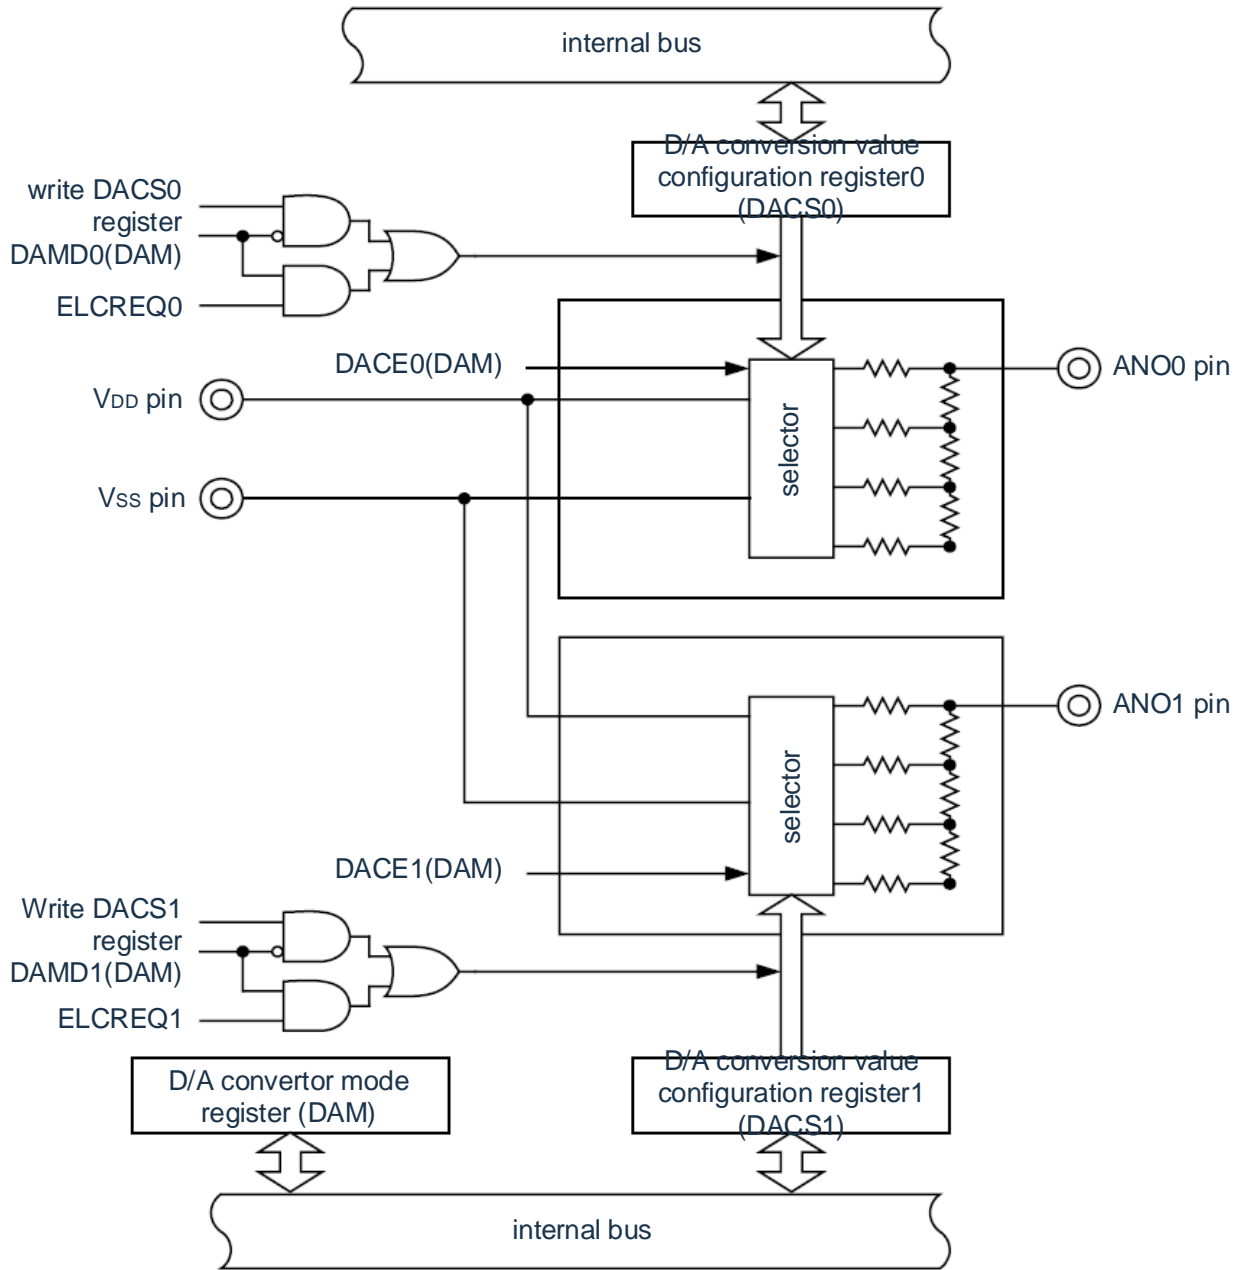 internal bus
D/A conversion value
configuration register0
(DACS0)
write DACS0
register
DAMD0(DAM)
ELCREQ0
DACE0(DAM)
ANO0 pin
VDD pin
selector
VSS pin
ANO1 pin
selector
DACE1(DAM)
Write DACS1
register
DAMD1(DAM)
ELCREQ1
D/A convertor mode
register (DAM)
D/A conversion value
configuration register1
(DACS1)
internal bus